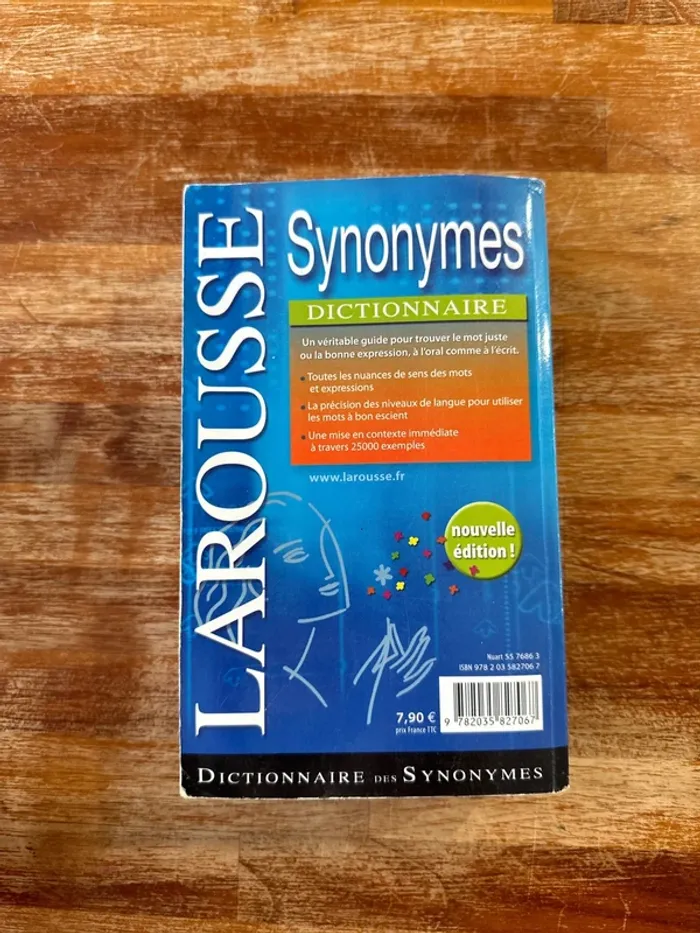 LAROUSSE
Synonymes
DICTIONNAIRE
Un véritable guide pour trouver le mot juste
ou la bonne expression, à l'oral comme à l'écrit.
• Toutes les nuances de sens des mots
et expressions
• La précision des niveaux de langue pour utiliser
les mots à bon escient
• Une mise en contexte immédiate
à travers 25000 exemples
www.larousse.fr
nouvelle
édition !
Nuart 55 7686 3
ISBN 978 2 03 582706 7
7,90 €
prix France TTC
9 782035 827067
DICTIONNAIRE DES SYNONYMES